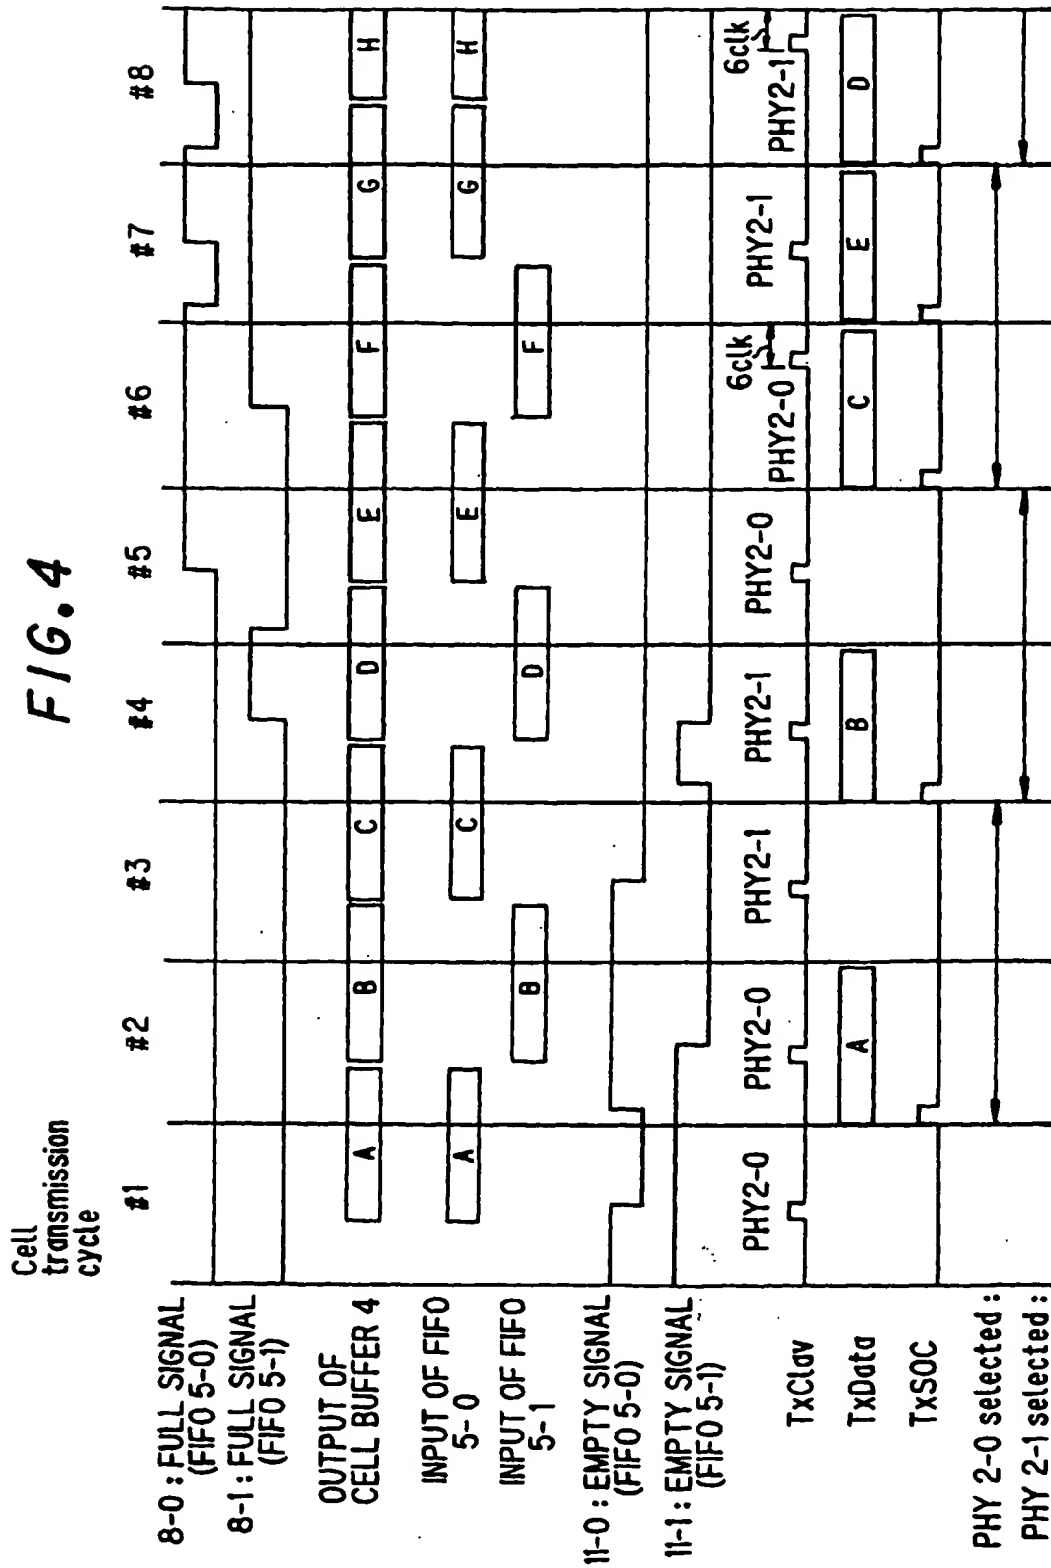 FIG. 4
Cell
transmission
cycle
#1 #2 #3 #4 #5 #6 #7 #8
8-0 : FULL SIGNAL
(FIFO 5-0)
8-1 : FULL SIGNAL
(FIFO 5-1)
OUTPUT OF
CELL BUFFER 4
A B C D E F G H
INPUT OF FIFO
5-0
A C E G H
INPUT OF FIFO
5-1
B D F
11-0 : EMPTY SIGNAL
(FIFO 5-0)
11-1 : EMPTY SIGNAL
(FIFO 5-1)
6clk 6clk
PHY2-0 PHY2-0 PHY2-1 PHY2-1 PHY2-0 PHY2-0 PHY2-1 PHY2-1
TxClav
TxData
A B C E D
TxSOC
PHY 2-0 selected :
PHY 2-1 selected :